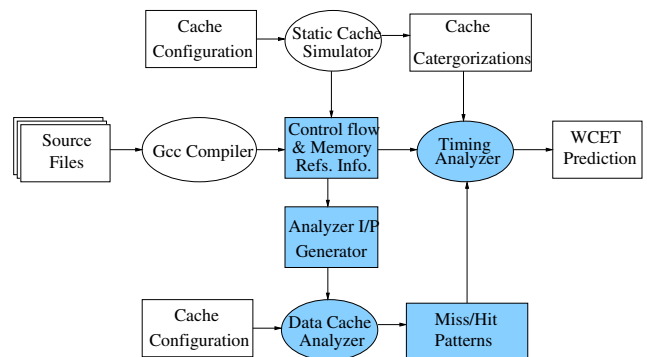 Cache
Configuration
Static Cache
Simulator
Cache
Catergorizations
Source
Files
Gcc Compiler
Control flow
& Memory
Refs. Info.
Timing
Analyzer
WCET
Prediction
Analyzer I/P
Generator
Cache
Configuration
Data Cache
Analyzer
Miss/Hit
Patterns